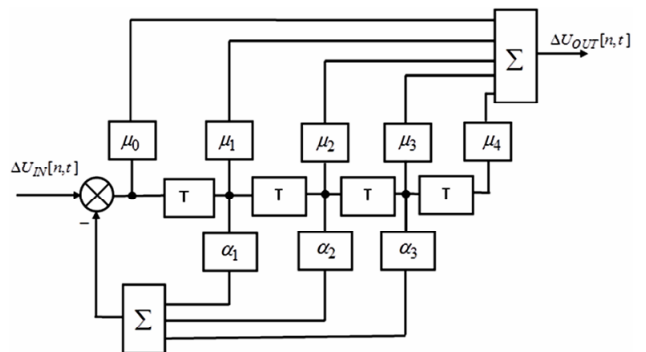 ΔU_OUT[n,t]
Σ
μ0 μ1 μ2 μ3 μ4
ΔU_IN[n,t]
T T T T
−
α1 α2 α3
Σ